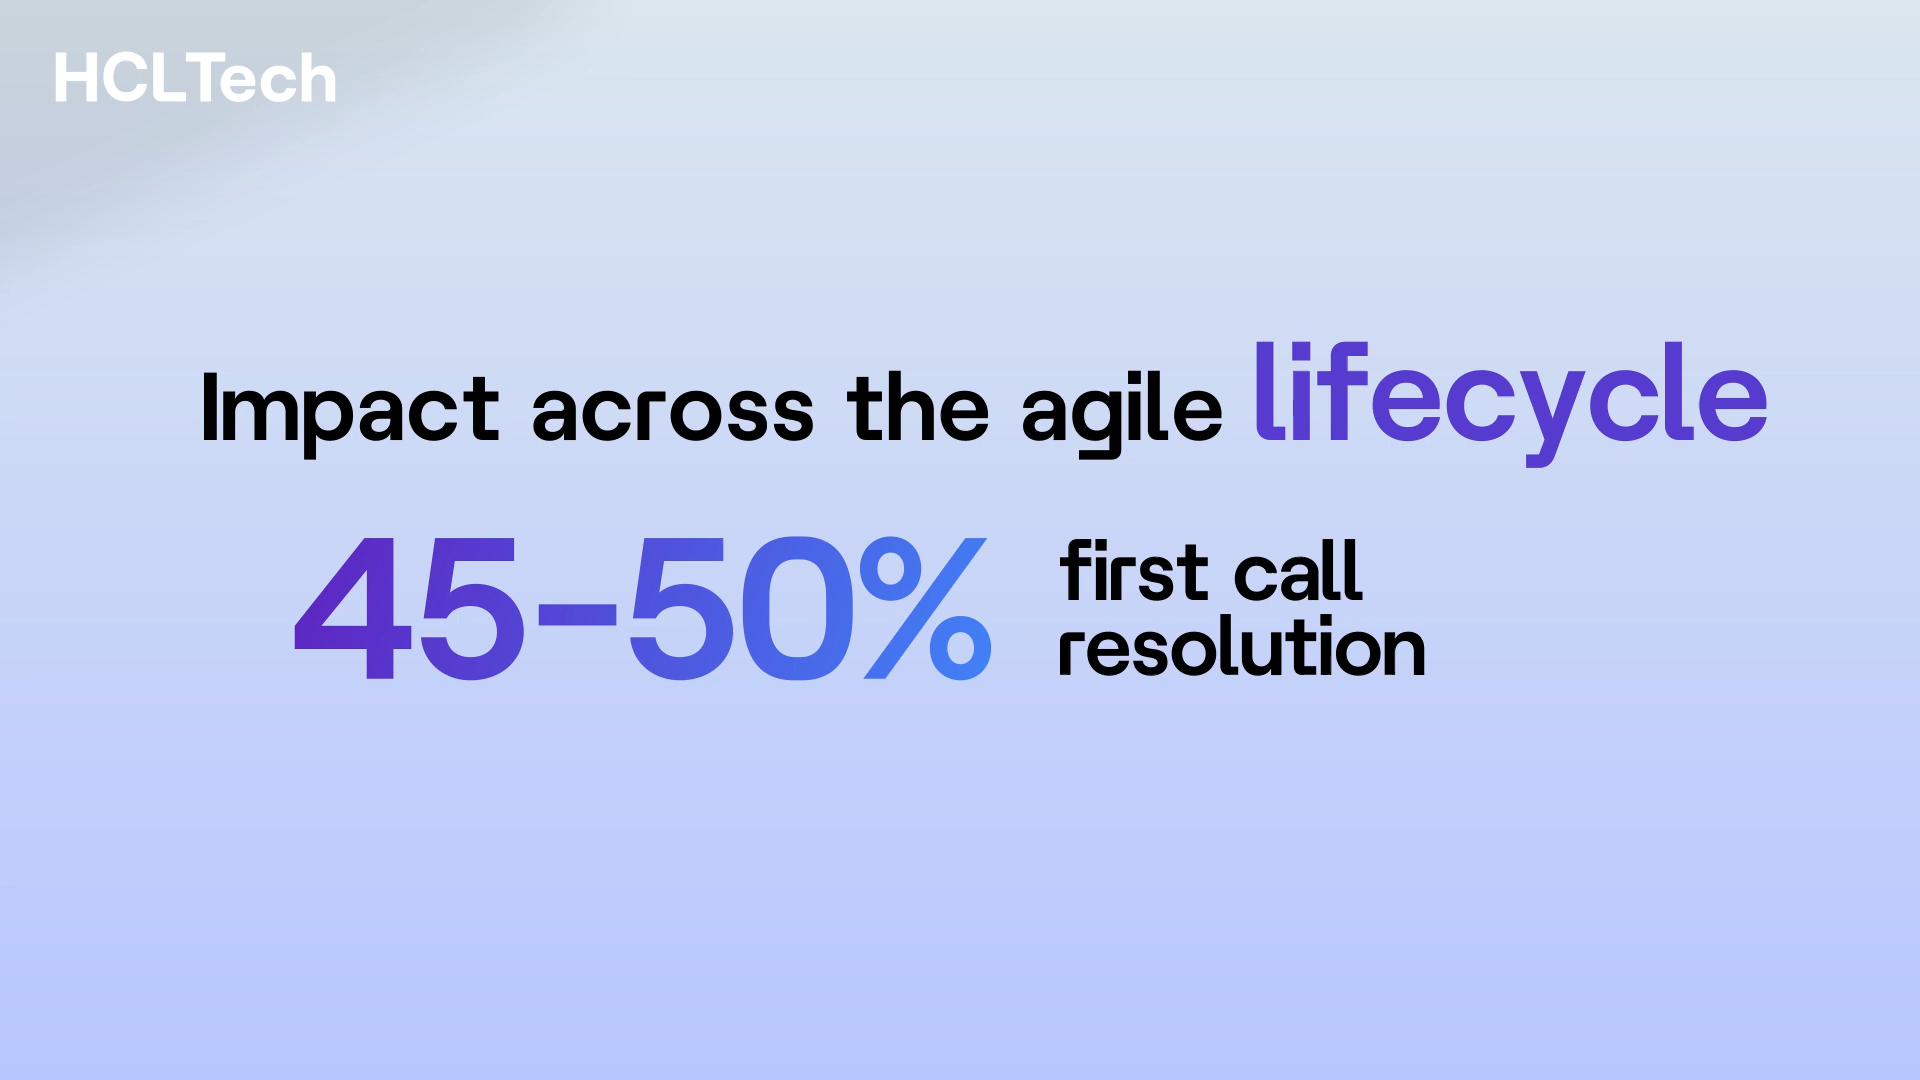 HCLTech
Impact across the agile lifecycle
45-50%
first call
resolution